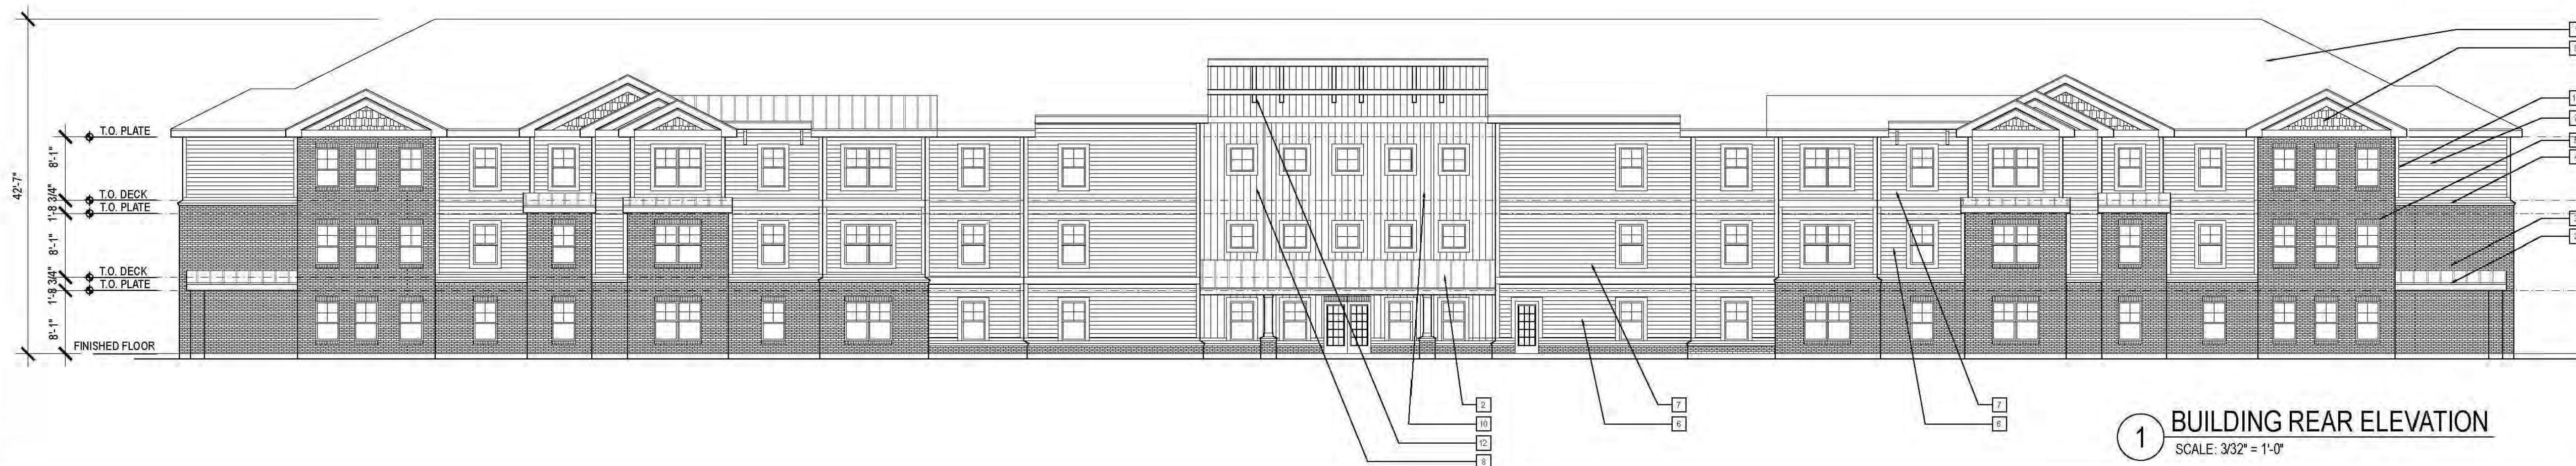 42'-7"
T.O. PLATE
8'-1"
T.O. DECK
1'-8 3/4"
T.O. PLATE
8'-1"
T.O. DECK
1'-8 3/4"
T.O. PLATE
8'-1"
FINISHED FLOOR
2
10
12
8
7
6
7
6
1
BUILDING REAR ELEVATION
SCALE: 3/32" = 1'-0"